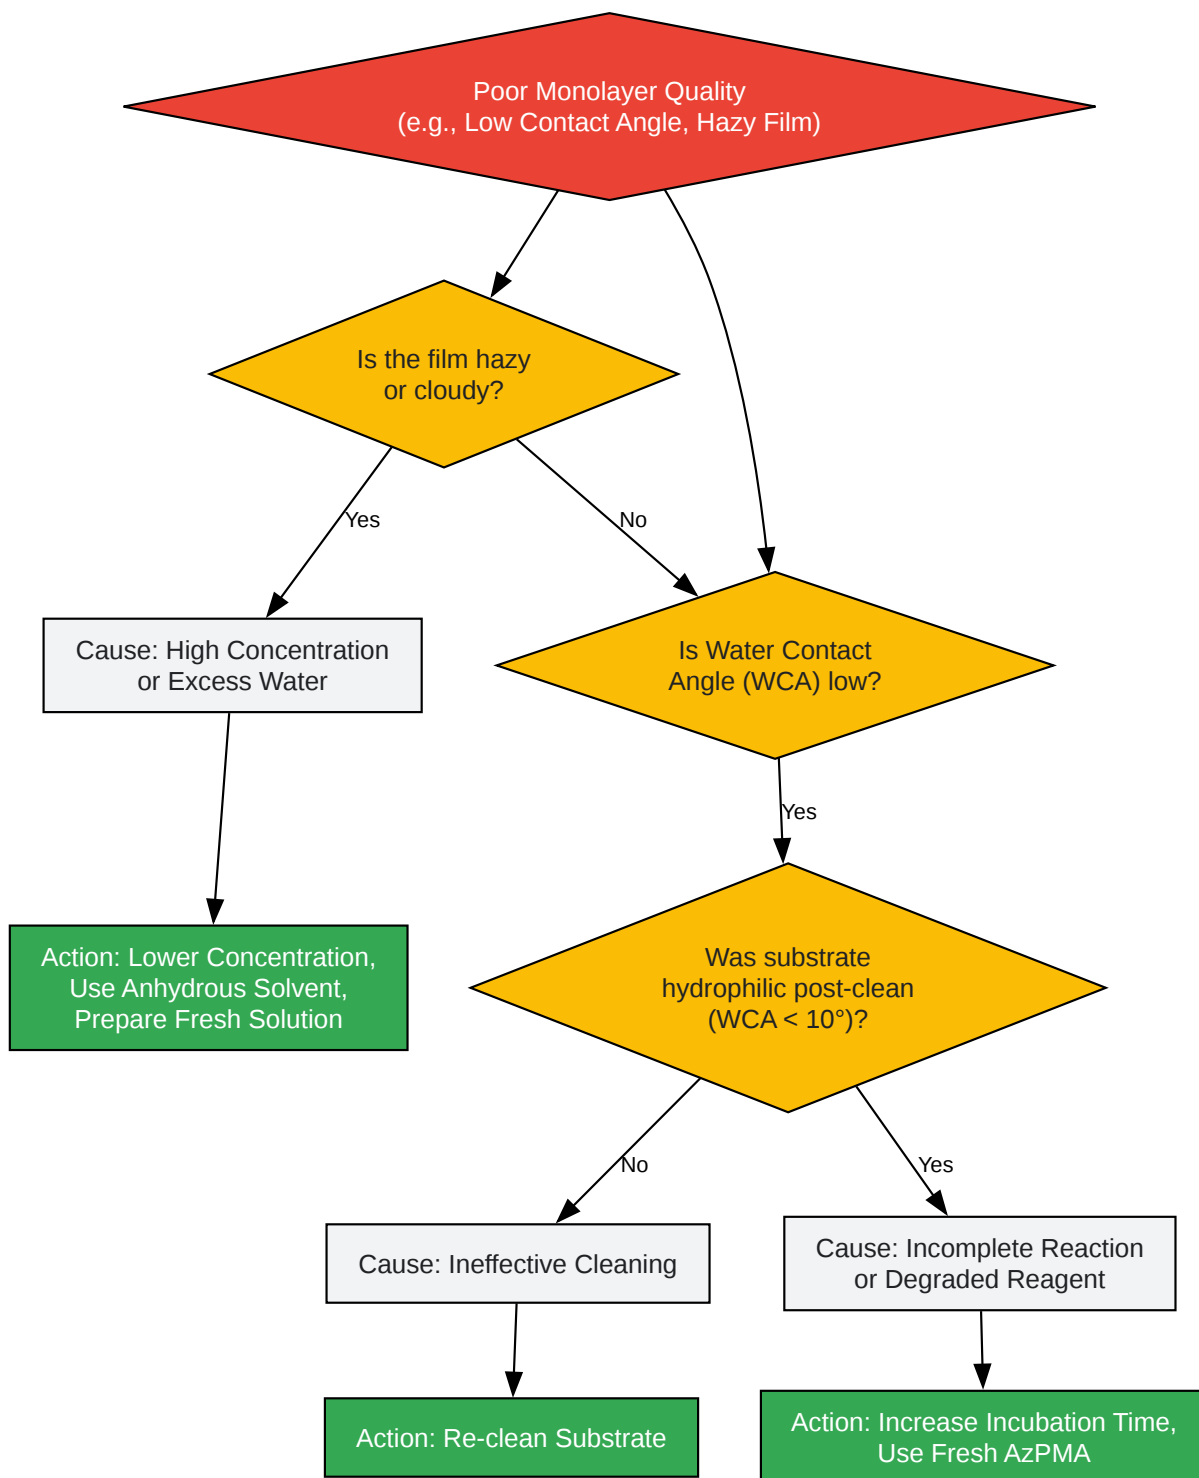 Poor Monolayer Quality
(e.g., Low Contact Angle, Hazy Film)
Is the film hazy
or cloudy?
Yes
No
Cause: High Concentration
or Excess Water
Is Water Contact
Angle (WCA) low?
Yes
Action: Lower Concentration,
Use Anhydrous Solvent,
Prepare Fresh Solution
Was substrate
hydrophilic post-clean
(WCA < 10°)?
No
Yes
Cause: Ineffective Cleaning
Cause: Incomplete Reaction
or Degraded Reagent
Action: Re-clean Substrate
Action: Increase Incubation Time,
Use Fresh AzPMA